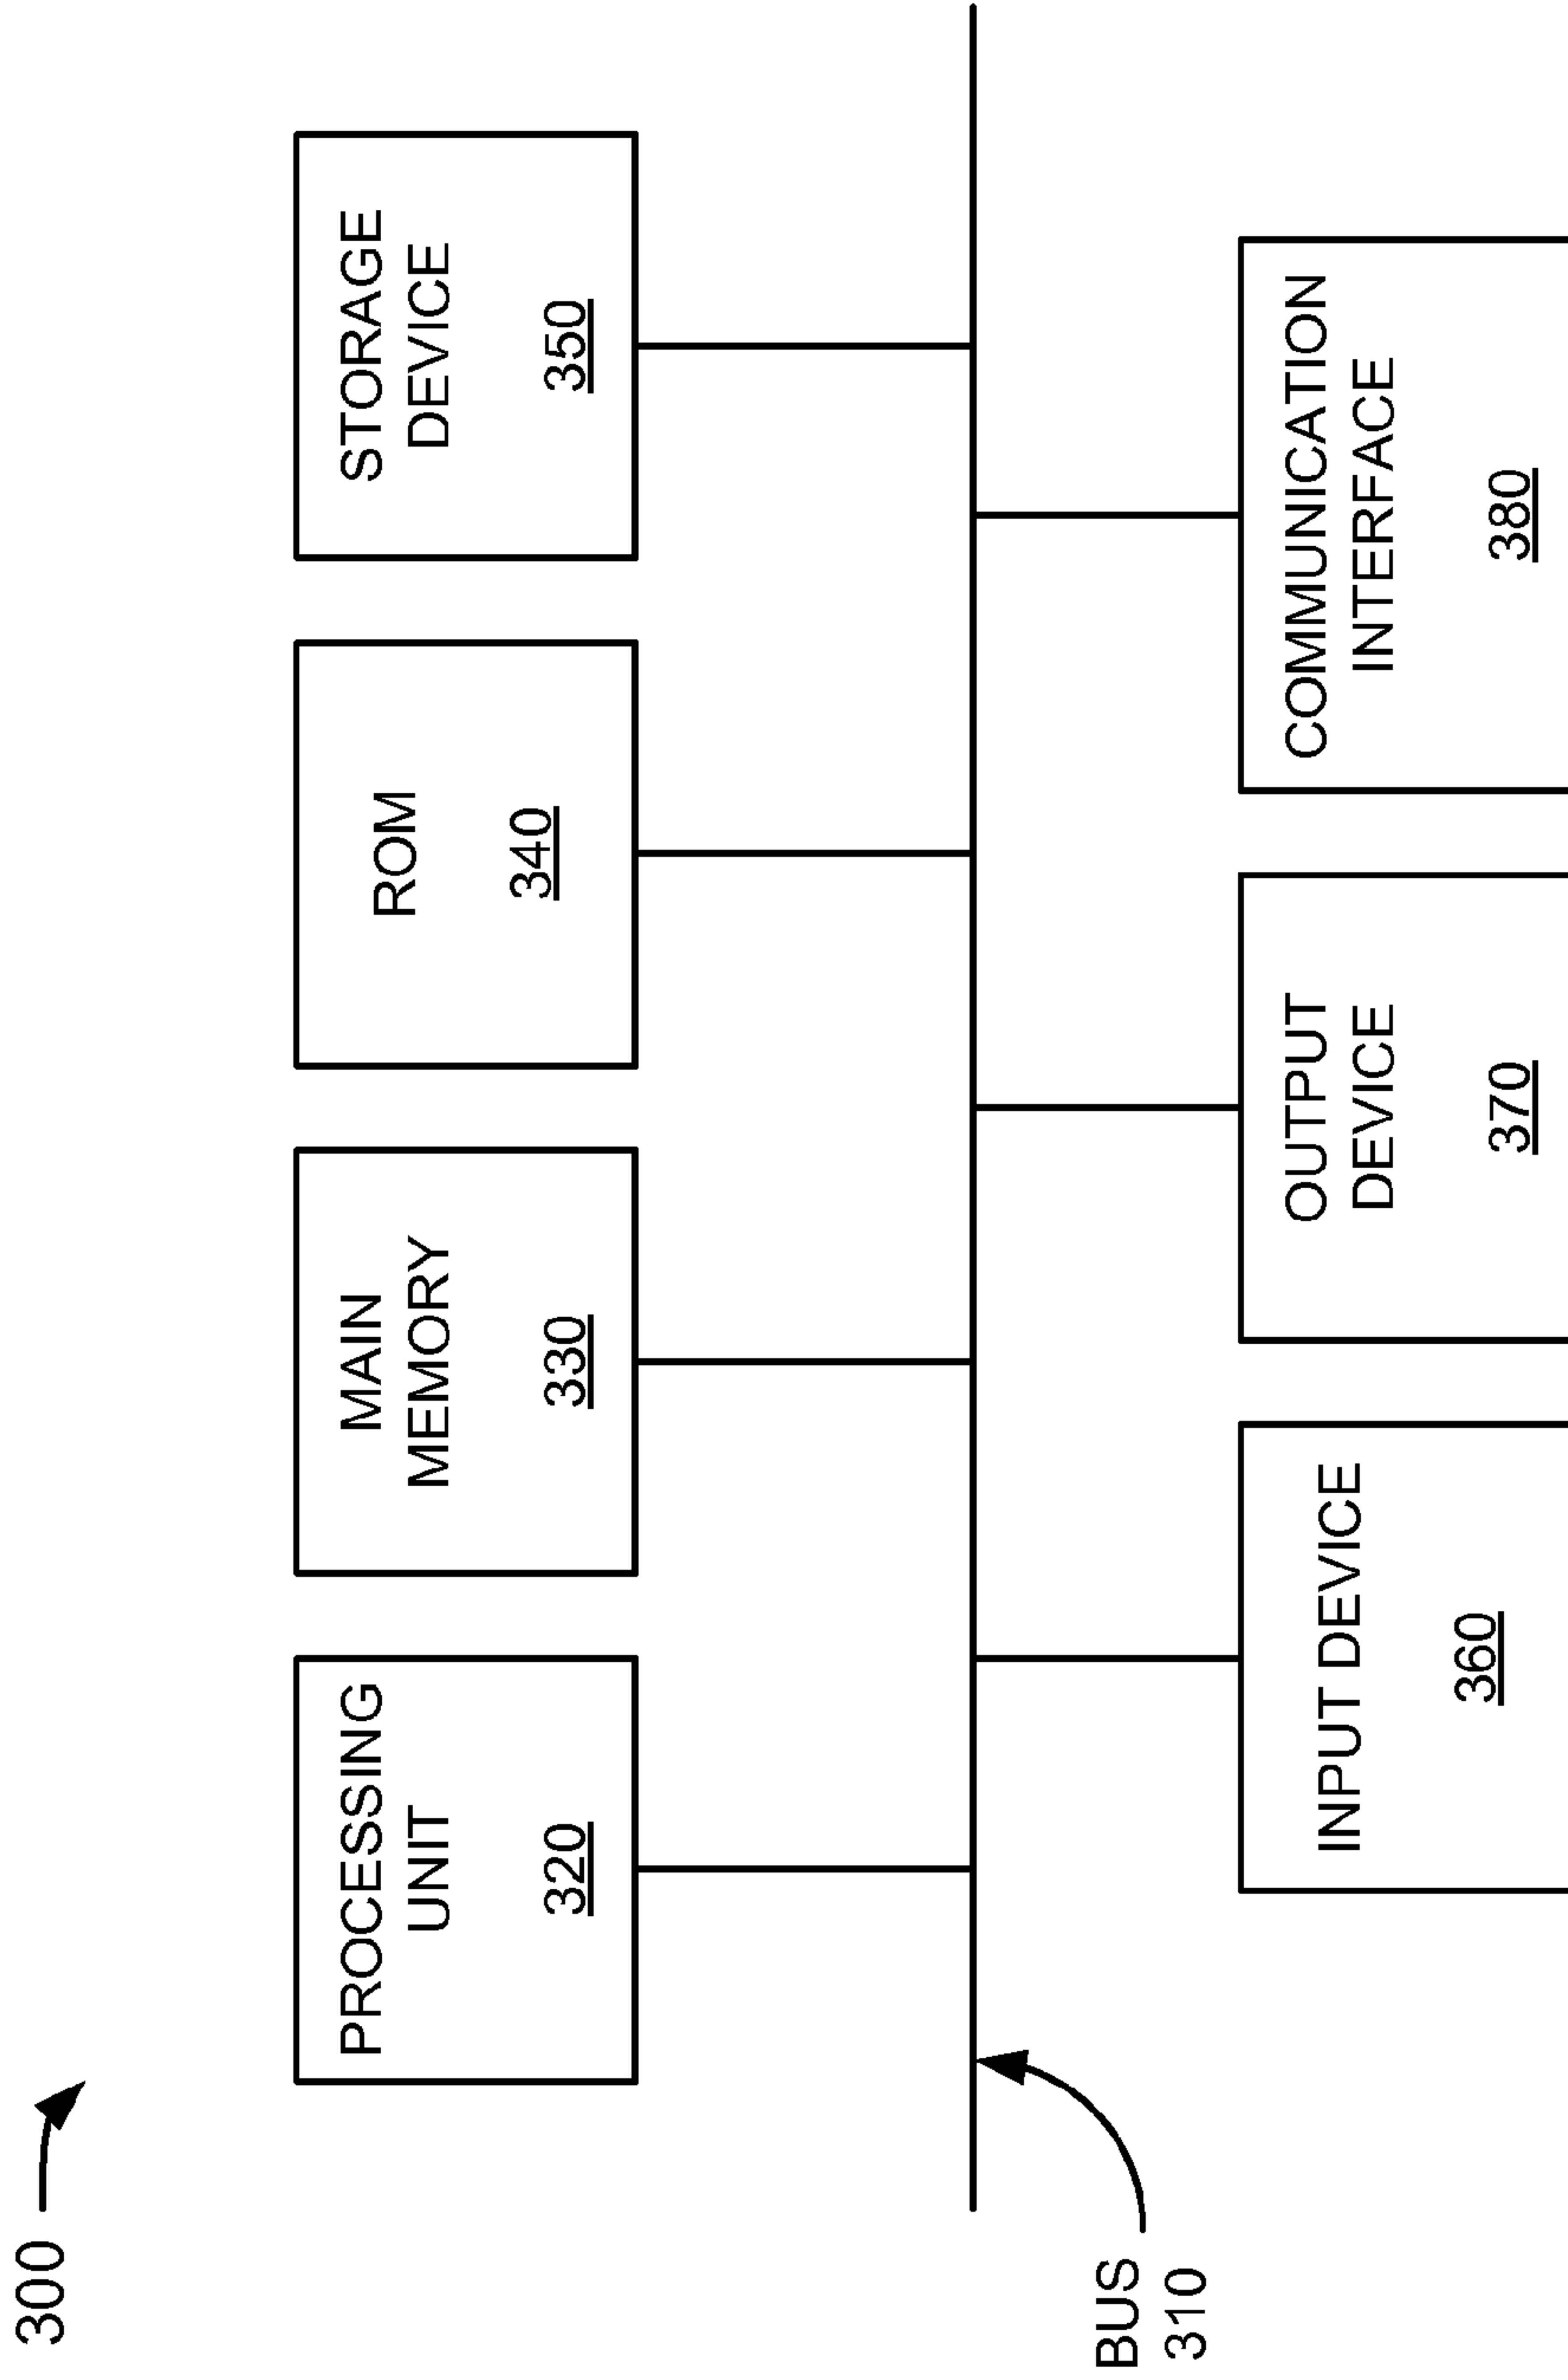 300
PROCESSING
UNIT
320
MAIN
MEMORY
330
ROM
340
STORAGE
DEVICE
350
BUS
310
INPUT DEVICE
360
OUTPUT
DEVICE
370
COMMUNICATION
INTERFACE
380